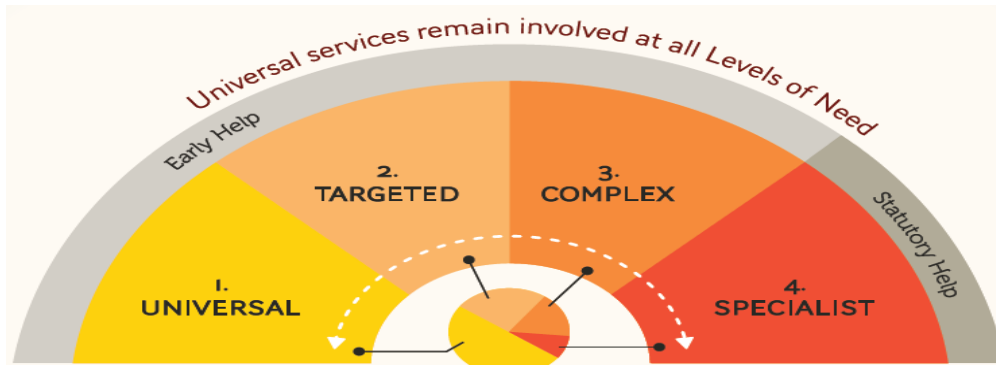 Universal services remain involved at all Levels of Need
Early Help
2.
TARGETED
3.
COMPLEX
Statutory Help
1.
UNIVERSAL
4.
SPECIALIST